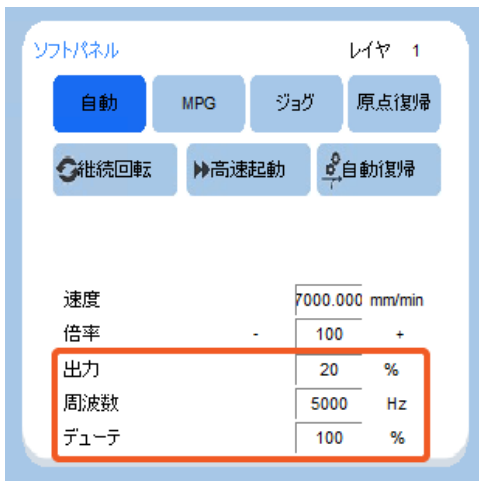 ソフトパネル レイヤ 1
自動 MPG ジョグ 原点復帰
継続回転 高速起動 自動復帰
速度 7000.000 mm/min
倍率 - 100 +
出力 20 %
周波数 5000 Hz
デューテ 100 %